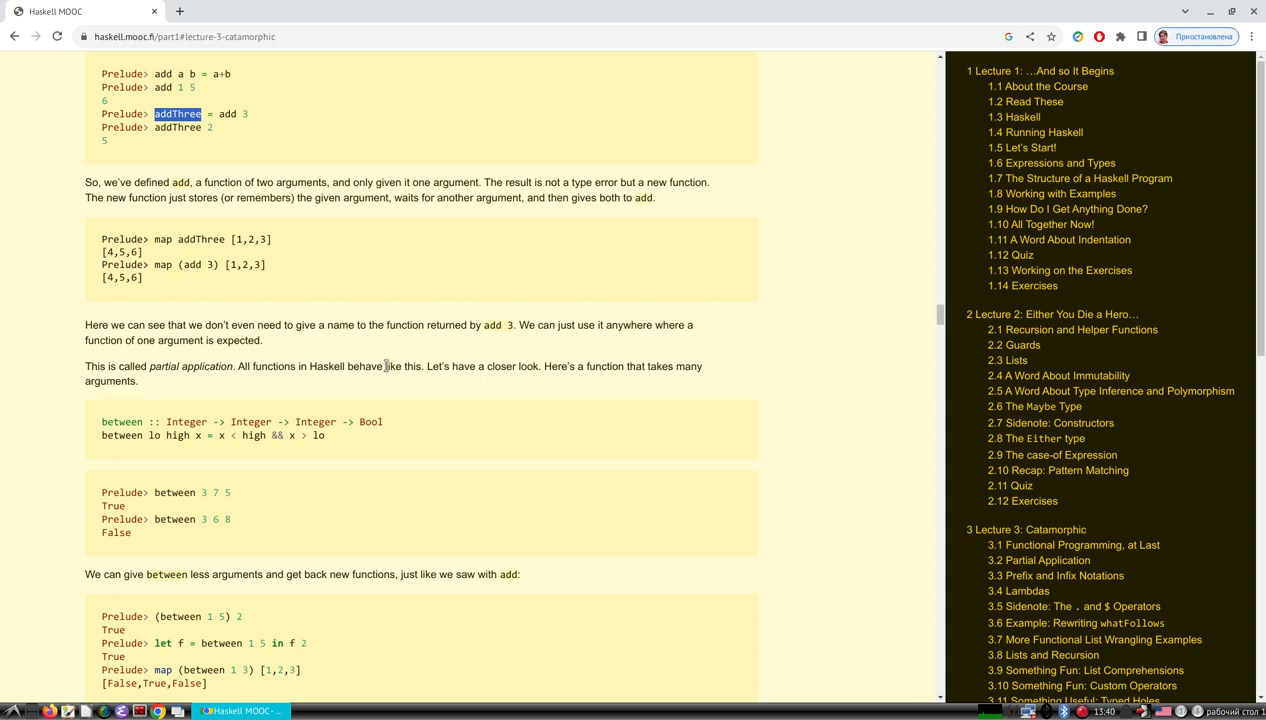 Haskell MOOC
haskell.mooc.fi/part1#lecture-3-catamorphic
Приостановлена
Prelude> add a b = a+b
Prelude> add 1 5
6
Prelude> addThree = add 3
Prelude> addThree 2
5
So, we've defined add, a function of two arguments, and only given it one argument. The result is not a type error but a new function.
The new function just stores (or remembers) the given argument, waits for another argument, and then gives both to add.
Prelude> map addThree [1,2,3]
[4,5,6]
Prelude> map (add 3) [1,2,3]
[4,5,6]
Here we can see that we don't even need to give a name to the function returned by add 3. We can just use it anywhere where a
function of one argument is expected.
This is called partial application. All functions in Haskell behave like this. Let's have a closer look. Here's a function that takes many
arguments.
between :: Integer -> Integer -> Integer -> Bool
between lo high x = x < high && x > lo
Prelude> between 3 7 5
True
Prelude> between 3 6 8
False
We can give between less arguments and get back new functions, just like we saw with add:
Prelude> (between 1 5) 2
True
Prelude> let f = between 1 5 in f 2
True
Prelude> map (between 1 3) [1,2,3]
[False,True,False]
1 Lecture 1: …And so It Begins
1.1 About the Course
1.2 Read These
1.3 Haskell
1.4 Running Haskell
1.5 Let's Start!
1.6 Expressions and Types
1.7 The Structure of a Haskell Program
1.8 Working with Examples
1.9 How Do I Get Anything Done?
1.10 All Together Now!
1.11 A Word About Indentation
1.12 Quiz
1.13 Working on the Exercises
1.14 Exercises
2 Lecture 2: Either You Die a Hero…
2.1 Recursion and Helper Functions
2.2 Guards
2.3 Lists
2.4 A Word About Immutability
2.5 A Word About Type Inference and Polymorphism
2.6 The Maybe Type
2.7 Sidenote: Constructors
2.8 The Either type
2.9 The case-of Expression
2.10 Recap: Pattern Matching
2.11 Quiz
2.12 Exercises
3 Lecture 3: Catamorphic
3.1 Functional Programming, at Last
3.2 Partial Application
3.3 Prefix and Infix Notations
3.4 Lambdas
3.5 Sidenote: The . and $ Operators
3.6 Example: Rewriting whatFollows
3.7 More Functional List Wrangling Examples
3.8 Lists and Recursion
3.9 Something Fun: List Comprehensions
3.10 Something Fun: Custom Operators
3.11 Something Useful: Typed Holes
Haskell MOOC - ...
13:40
рабочий стол 1